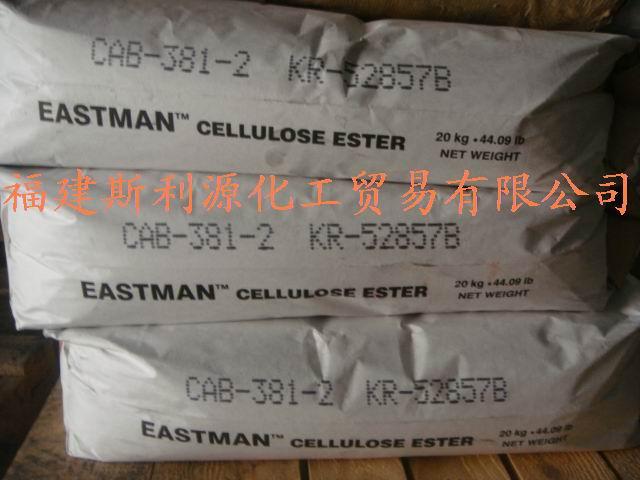 CAB-381-2 KR-52857B
EASTMAN™ CELLULOSE ESTER 20 kg • 44.09 lb
NET WEIGHT
福建斯利源化工贸易有限公司
CAB-381-2 KR-52857B
EASTMAN™ CELLULOSE ESTER 20 kg • 44.09 lb
NET WEIGHT
CAB-381-2 KR-52857B
EASTMAN™ CELLULOSE ESTER 20 kg • 44.09 lb
NET WEIGHT